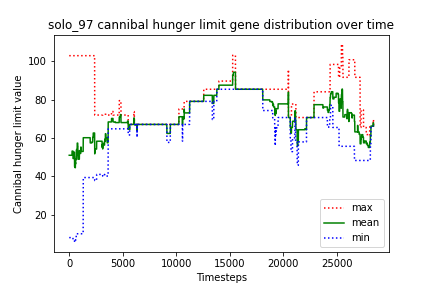 solo_97 cannibal hunger limit gene distribution over time
Cannibal hunger limit value
100
80
60
40
20
max
mean
min
0
5000
10000
15000
20000
25000
Timesteps